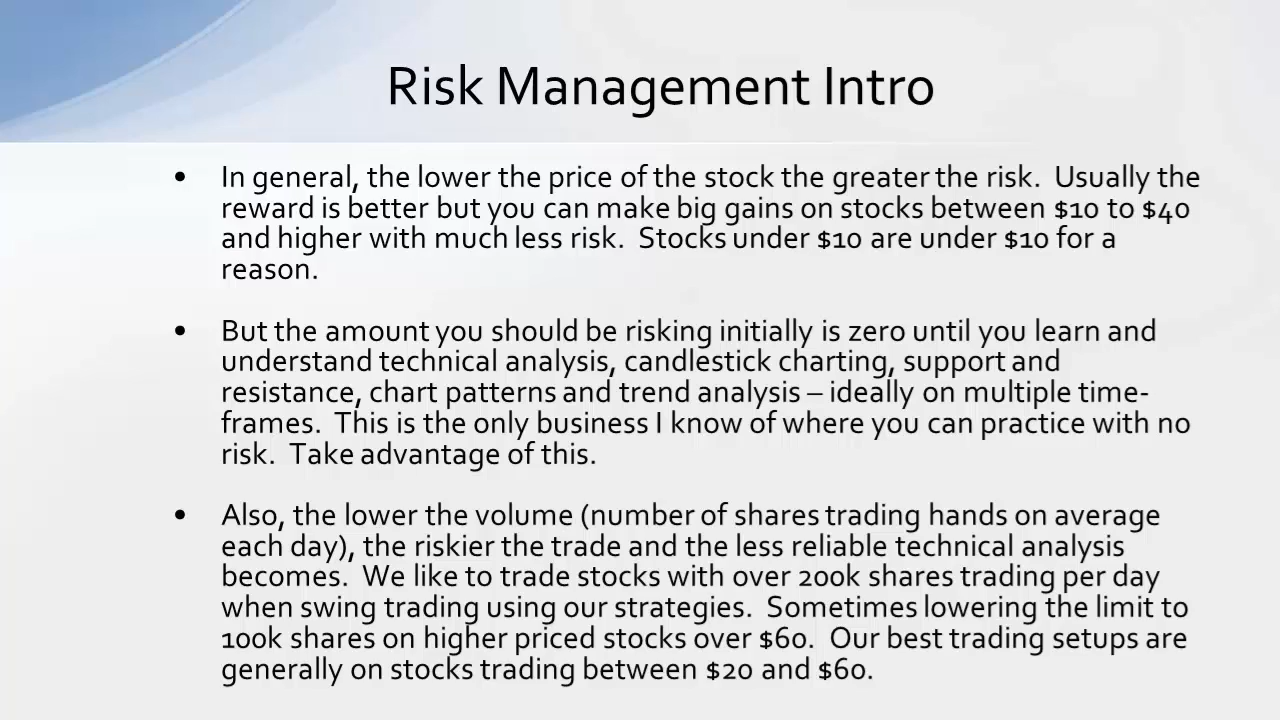 Risk Management Intro
• In general, the lower the price of the stock the greater the risk. Usually the
reward is better but you can make big gains on stocks between $10 to $40
and higher with much less risk. Stocks under $10 are under $10 for a
reason.
• But the amount you should be risking initially is zero until you learn and
understand technical analysis, candlestick charting, support and
resistance, chart patterns and trend analysis – ideally on multiple time-
frames. This is the only business I know of where you can practice with no
risk. Take advantage of this.
• Also, the lower the volume (number of shares trading hands on average
each day), the riskier the trade and the less reliable technical analysis
becomes. We like to trade stocks with over 200k shares trading per day
when swing trading using our strategies. Sometimes lowering the limit to
100k shares on higher priced stocks over $60. Our best trading setups are
generally on stocks trading between $20 and $60.